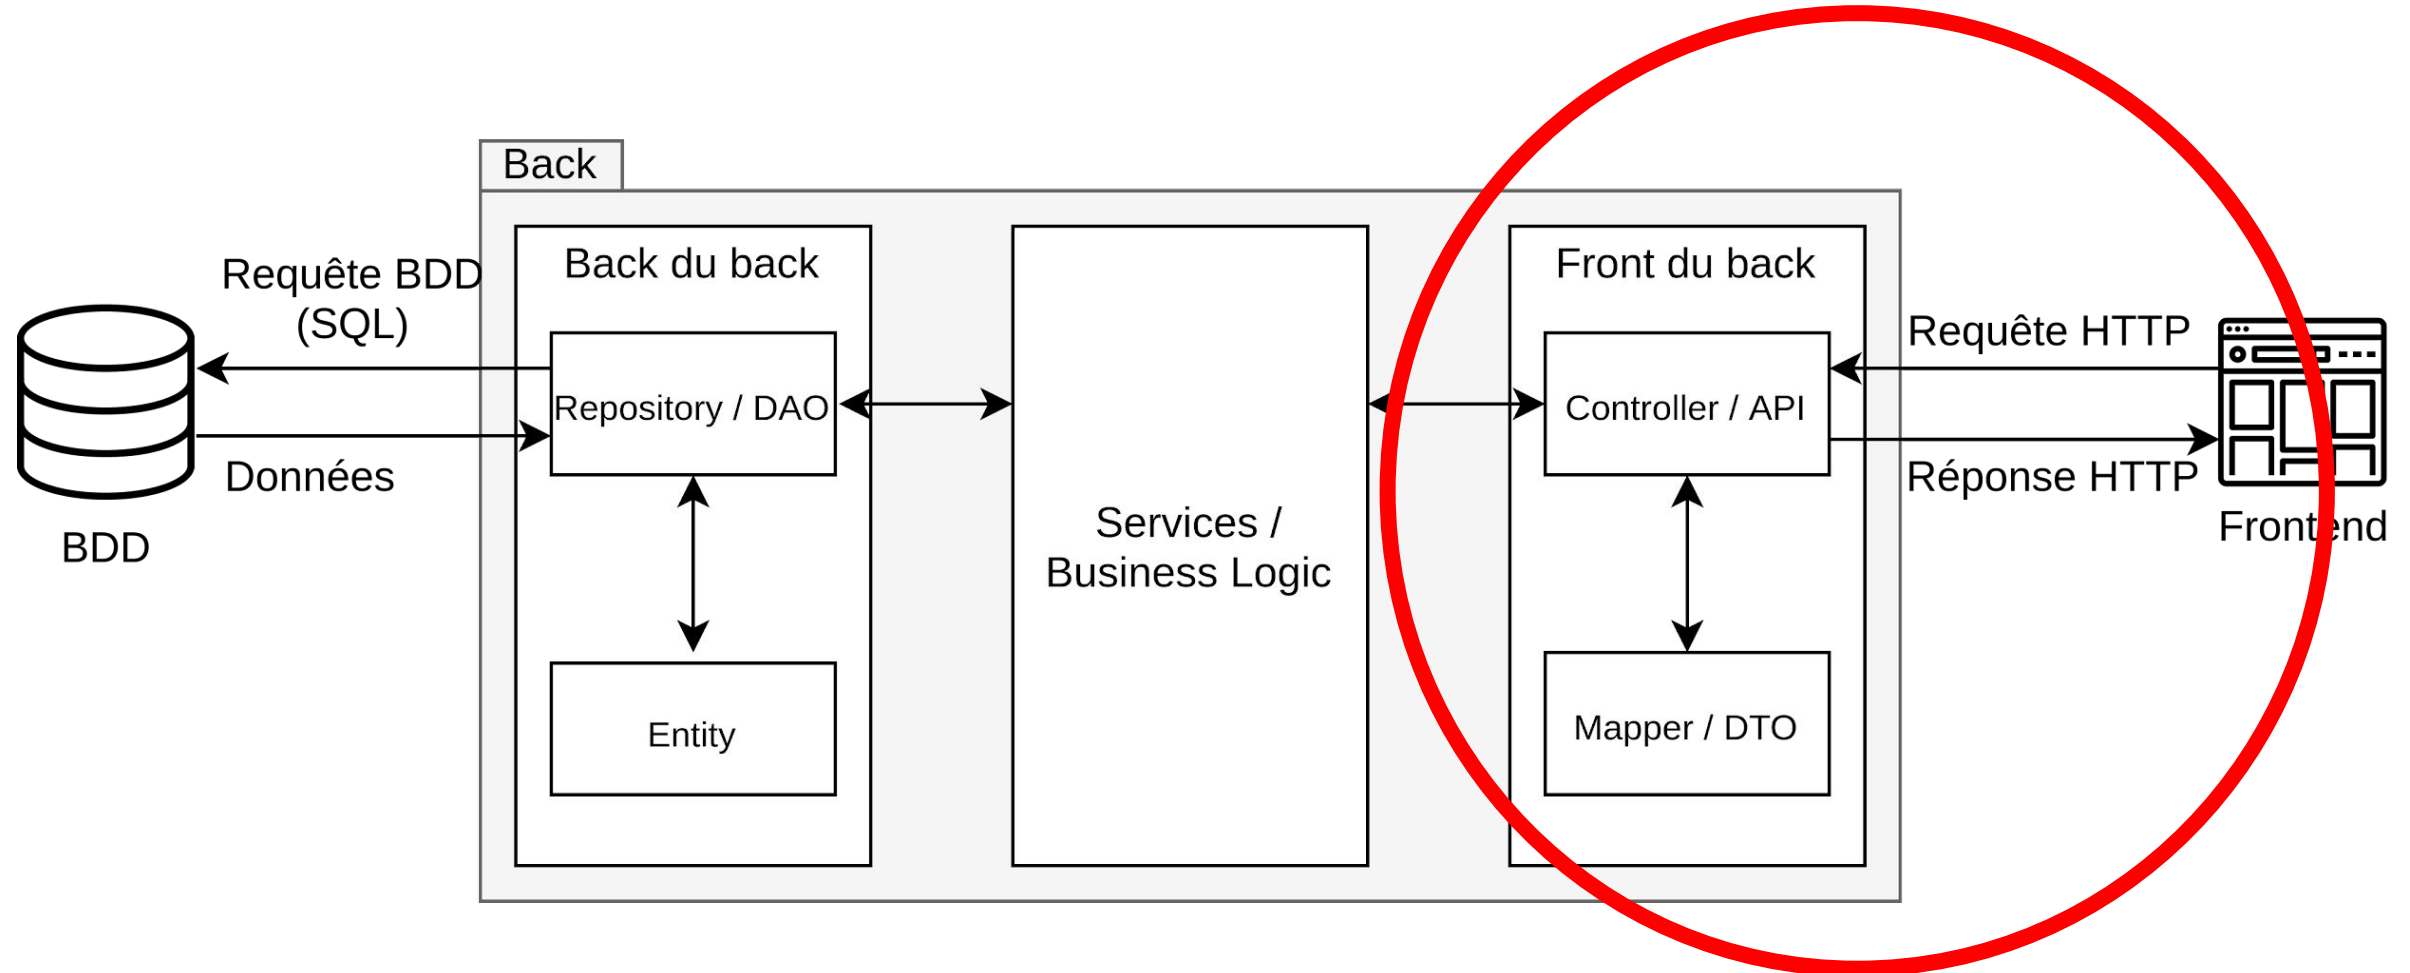 Back
Back du back
Front du back
Requête BDD
(SQL)
Requête HTTP
Repository / DAO
Controller / API
Données
Réponse HTTP
Services /
Business Logic
BDD
Frontend
Entity
Mapper / DTO